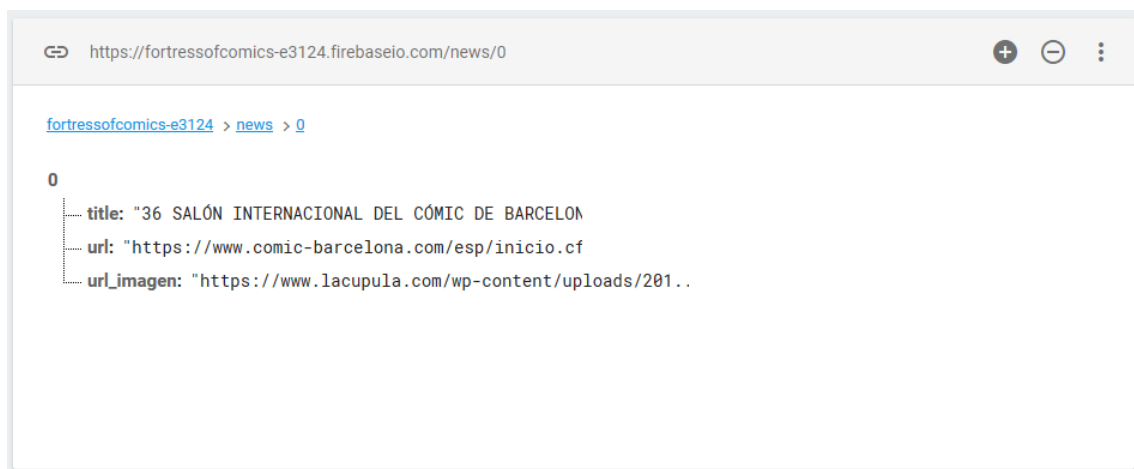 https://fortressofcomics-e3124.firebaseio.com/news/0
fortressofcomics-e3124 > news > 0
0
title: "36 SALÓN INTERNACIONAL DEL CÓMIC DE BARCELON
url: "https://www.comic-barcelona.com/esp/inicio.cf
url_imagen: "https://www.lacupula.com/wp-content/uploads/201..